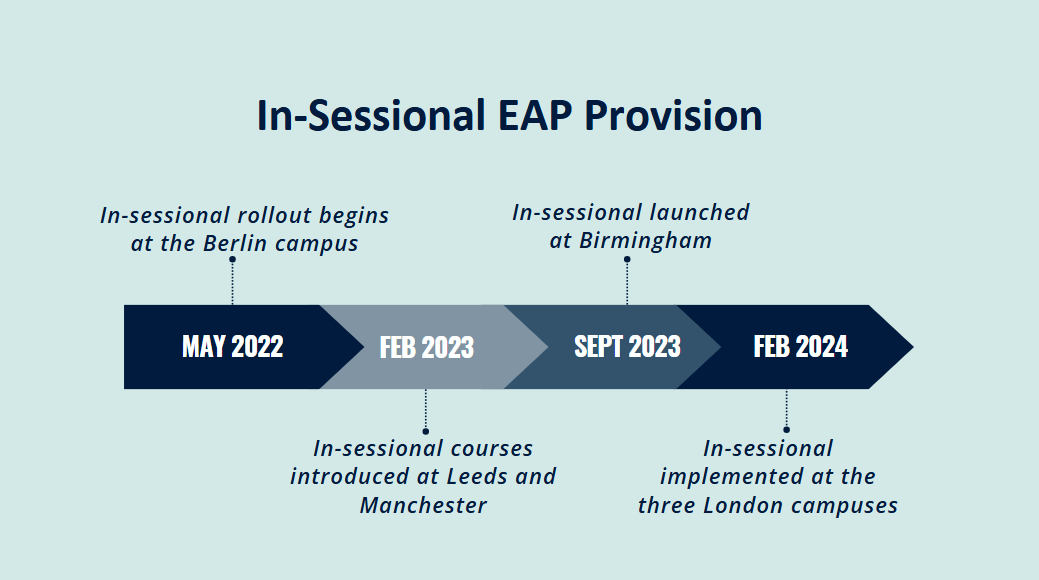 In-Sessional EAP Provision
In-sessional rollout begins
at the Berlin campus
In-sessional launched
at Birmingham
MAY 2022
FEB 2023
SEPT 2023
FEB 2024
In-sessional courses
introduced at Leeds and
Manchester
In-sessional
implemented at the
three London campuses